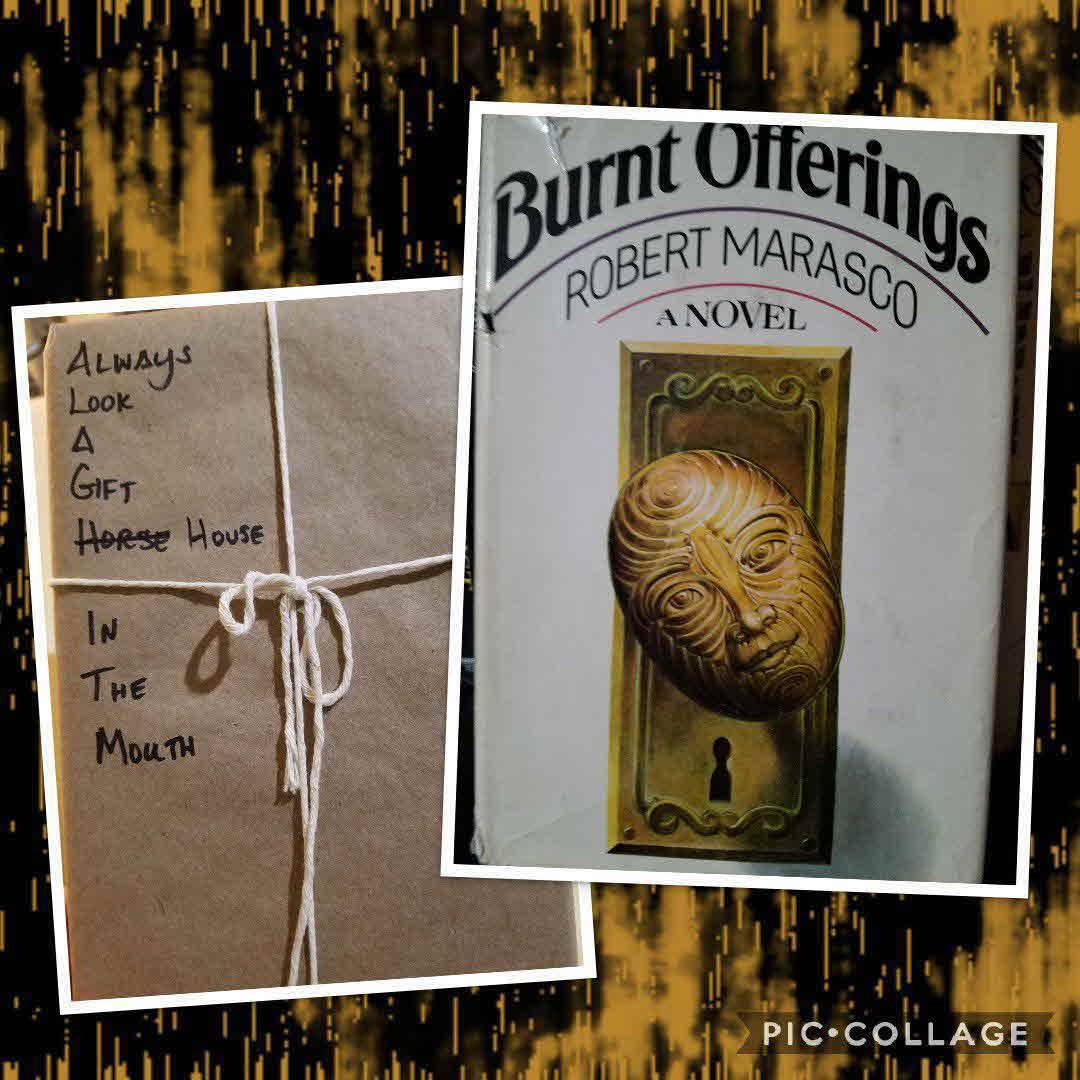 Always
Look
A
Gift
Horse House
In
The
Mouth
Burnt Offerings
ROBERT MARASCO
A NOVEL
PIC•COLLAGE